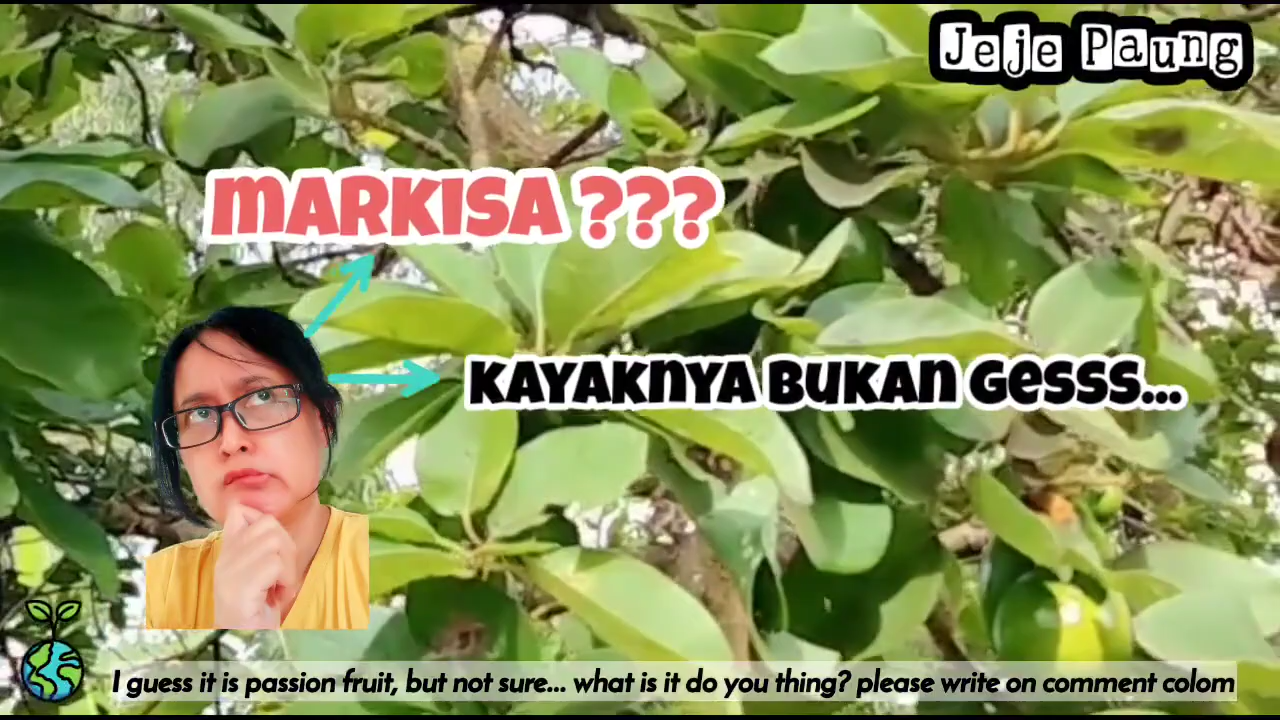 Jeje Paung
MARKISA ???
KAYAKNYA BUKAN GESSS...
I guess it is passion fruit, but not sure... what is it do you thing? please write on comment colom